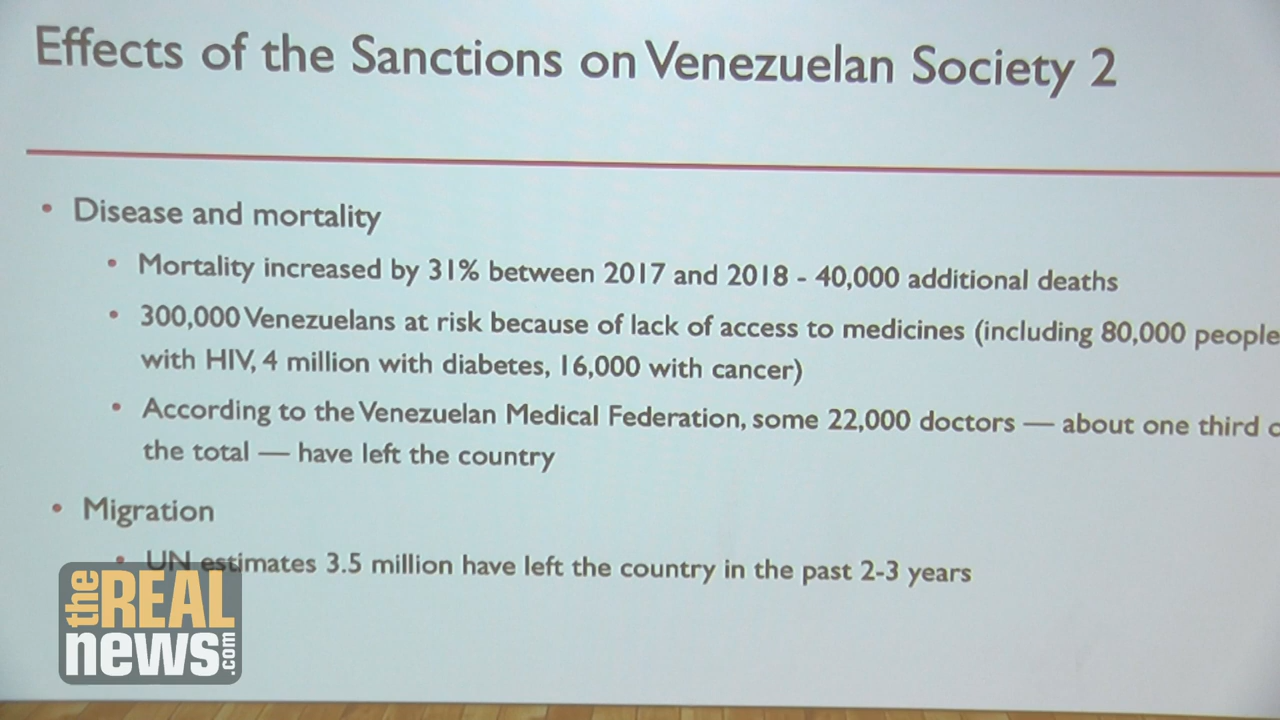 Effects of the Sanctions on Venezuelan Society 2
• Disease and mortality
• Mortality increased by 31% between 2017 and 2018 - 40,000 additional deaths
• 300,000 Venezuelans at risk because of lack of access to medicines (including 80,000 people
with HIV, 4 million with diabetes, 16,000 with cancer)
• According to the Venezuelan Medical Federation, some 22,000 doctors — about one third
the total — have left the country
• Migration
• UN estimates 3.5 million have left the country in the past 2-3 years
the REAL
news.com